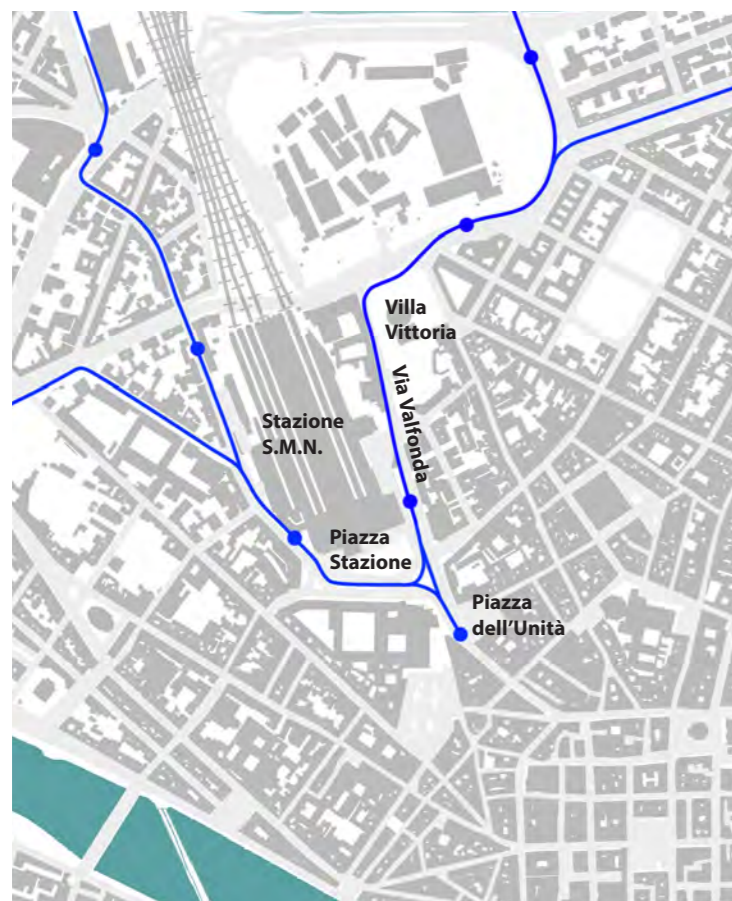 Villa
Vittoria
Via Valfonda
Stazione
S.M.N.
Piazza
Stazione
Piazza
dell'Unità